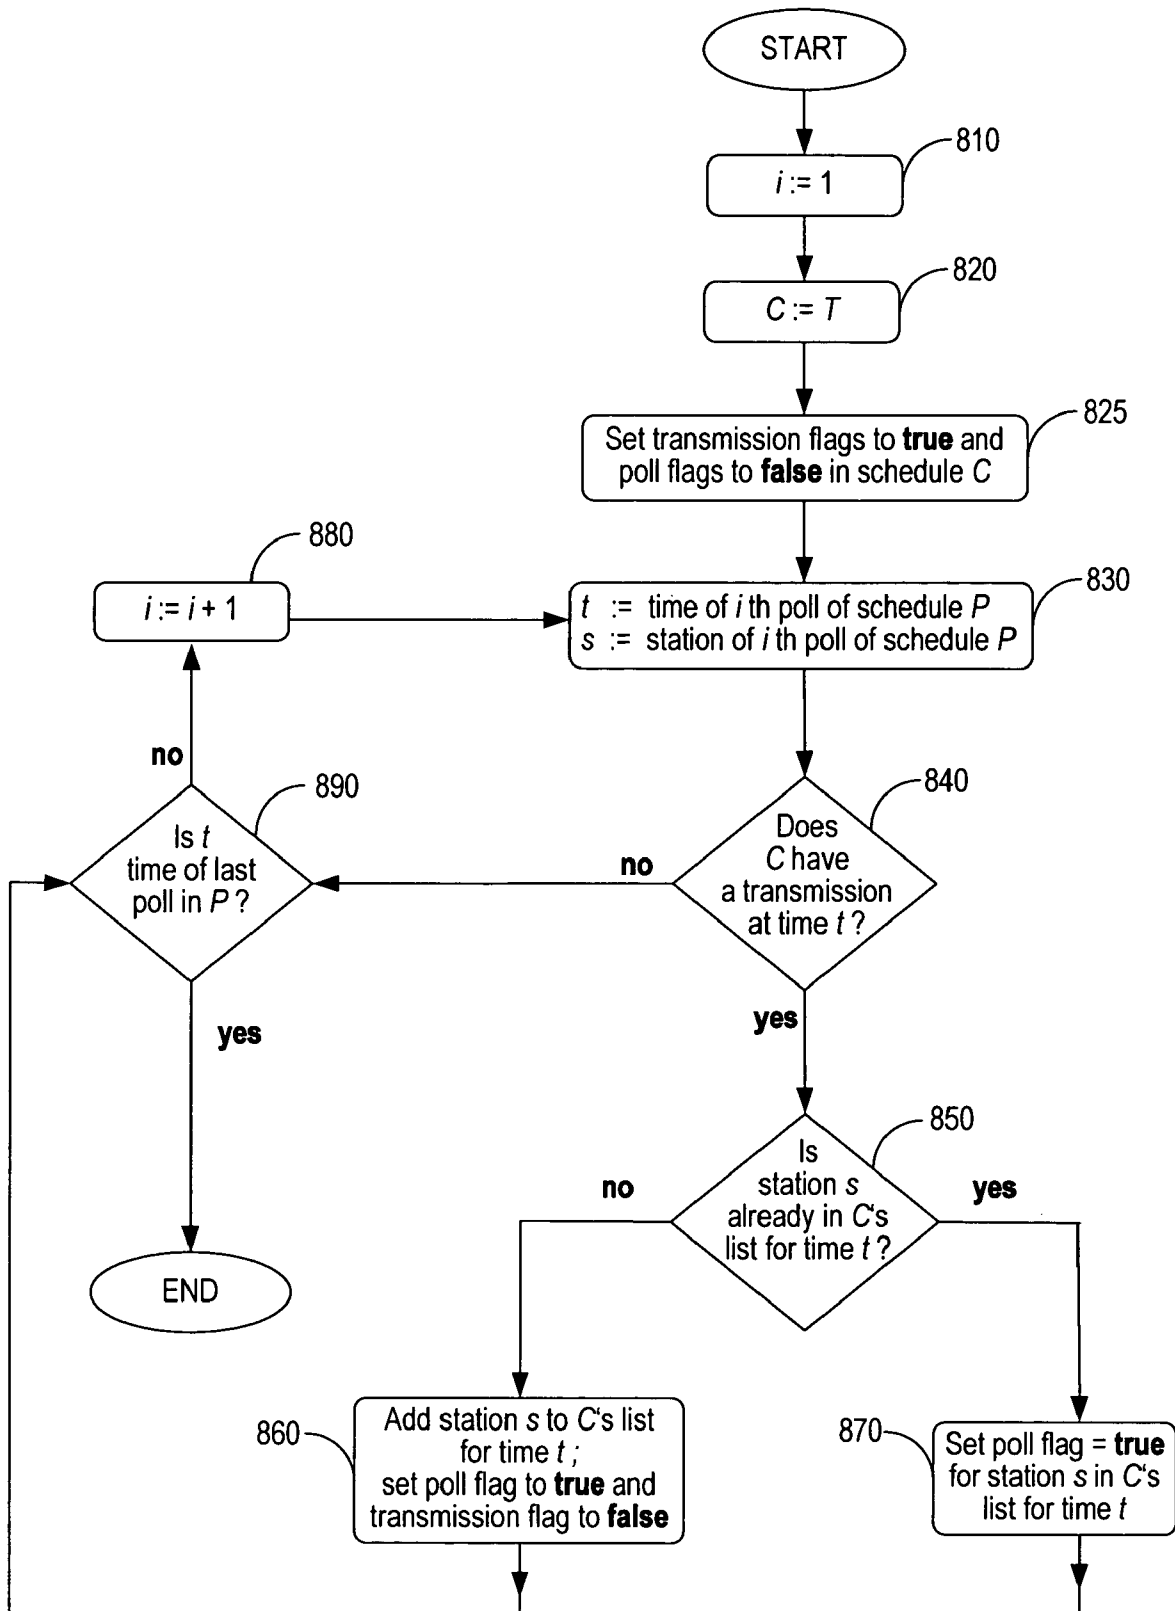 START
810
i := 1
820
C := T
825
Set transmission flags to true and
poll flags to false in schedule C
880
i := i + 1
830
t := time of i th poll of schedule P
s := station of i th poll of schedule P
no
890
Is t
time of last
poll in P ?
840
Does
C have
a transmission
at time t ?
no
yes
yes
850
Is
station s
already in C's
list for time t ?
no
yes
END
860
Add station s to C's list
for time t ;
set poll flag to true and
transmission flag to false
870
Set poll flag = true
for station s in C's
list for time t